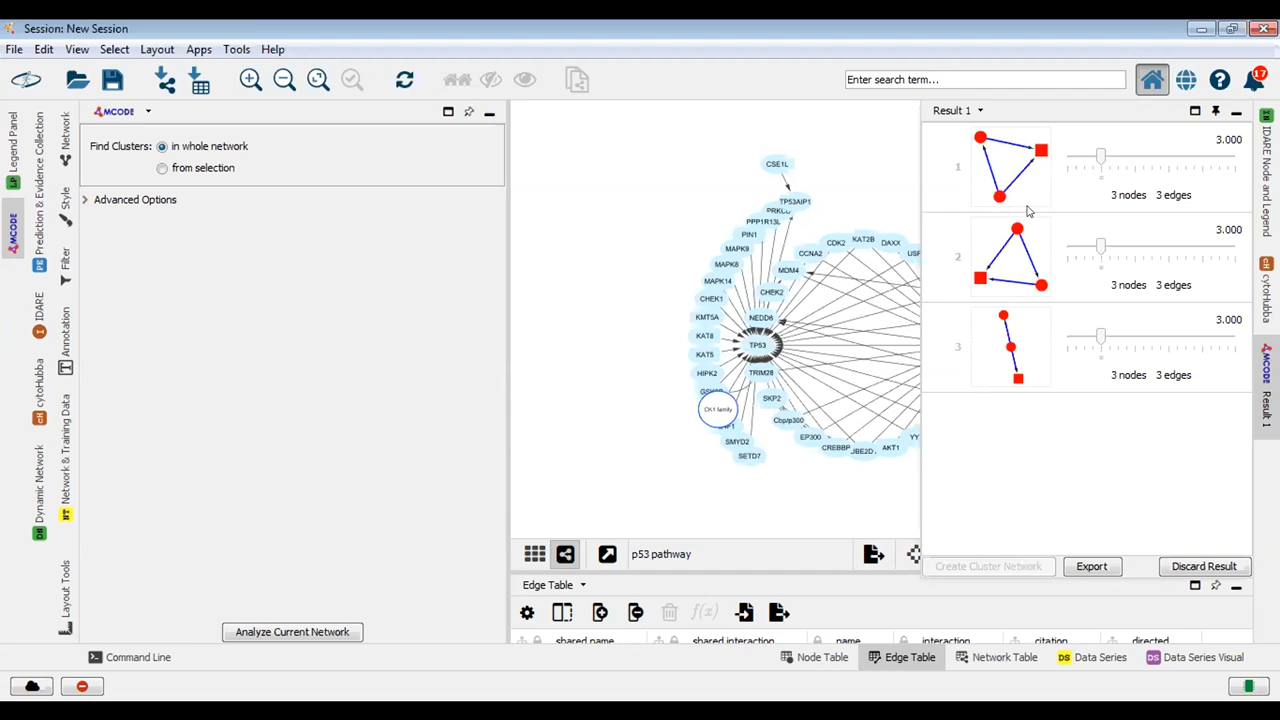 Session: New Session
File Edit View Select Layout Apps Tools Help
Enter search term...
17
MCODE
Find Clusters: in whole network
from selection
Advanced Options
Analyze Current Network
Legend Panel
MCODE
Prediction & Evidence Collection
IDARE
cytoHubba
Dynamic Network
Network
Style
Filter
Annotation
Network & Training Data
Layout Tools
CSE1L
TP53AIP1
PPP1R13L
PIN1
MAPK9
MAPK8
MAPK14
CHEK1
KMT5A
KAT8
KAT5
HIPK2
CK1 family
SMYD2
SETD7
CCNA2
CDK2
KAT2B
DAXX
MDM4
CHEK2
TP53
TRIM28
SKP2
Cbp/p300
EP300
CREBBP
AKT1
p53 pathway
Edge Table
shared name shared interaction name interaction citation directed
Result 1
1
3.000
3 nodes 3 edges
2
3.000
3 nodes 3 edges
3
3.000
3 nodes 3 edges
Create Cluster Network Export Discard Result
IDARE Node and Legend
cytoHubba
MCODE Result 1
Command Line
Node Table Edge Table Network Table Data Series Data Series Visual